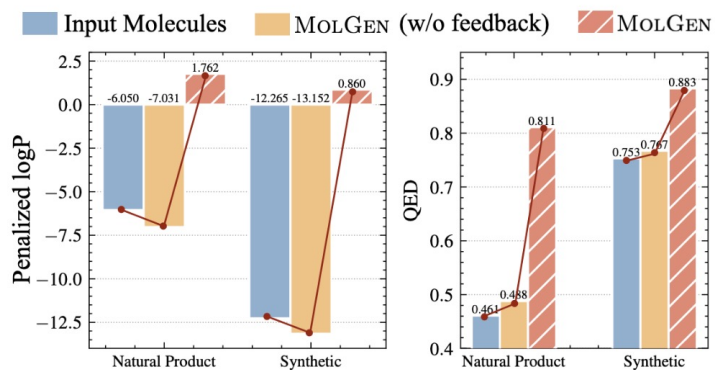 Input Molecules MOLGEN (w/o feedback) MOLGEN
Penalized logP
2.5
0.0
−2.5
−5.0
−7.5
−10.0
−12.5
-6.050 -7.031 1.762
-12.265 -13.152 0.860
Natural Product Synthetic
QED
0.9
0.8
0.7
0.6
0.5
0.4
0.461 0.488 0.811
0.753 0.767 0.883
Natural Product Synthetic